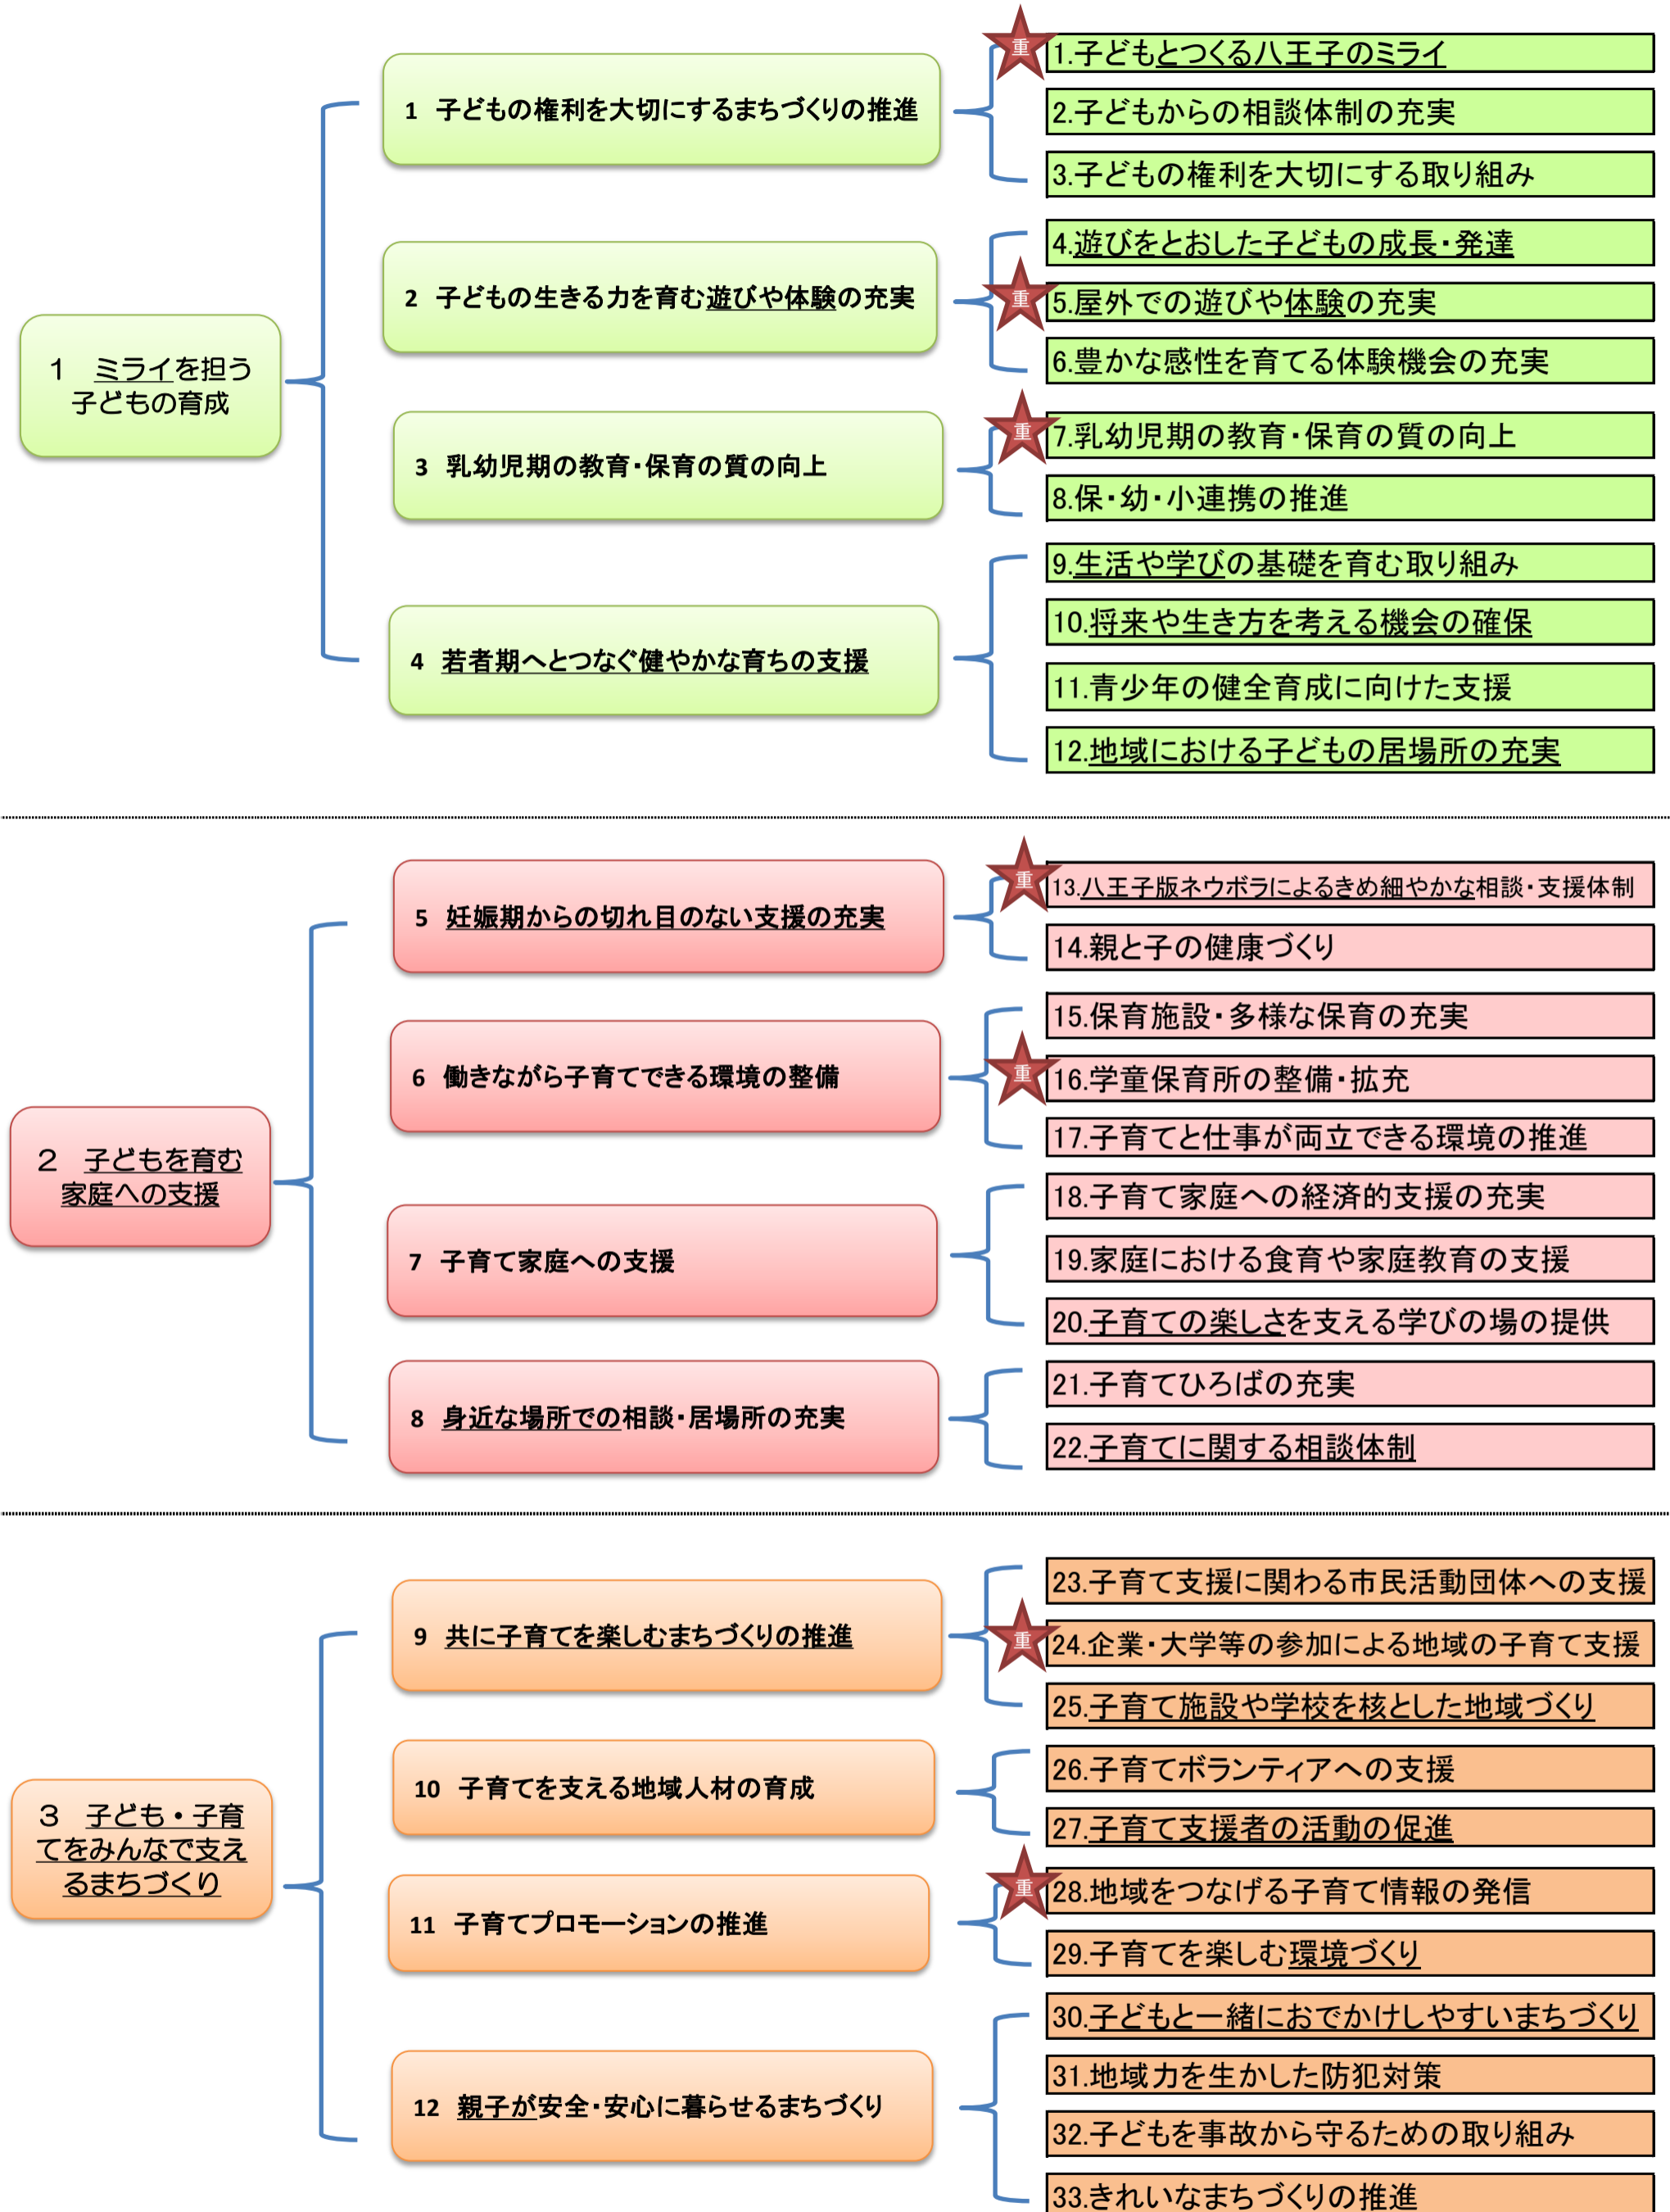 1 ミライを担う
子どもの育成
1 子どもの権利を大切にするまちづくりの推進
重
1.子どもとつくる八王子のミライ
2.子どもからの相談体制の充実
3.子どもの権利を大切にする取り組み
2 子どもの生きる力を育む遊びや体験の充実
4.遊びをとおした子どもの成長・発達
重
5.屋外での遊びや体験の充実
6.豊かな感性を育てる体験機会の充実
3 乳幼児期の教育・保育の質の向上
重
7.乳幼児期の教育・保育の質の向上
8.保・幼・小連携の推進
4 若者期へとつなぐ健やかな育ちの支援
9.生活や学びの基礎を育む取り組み
10.将来や生き方を考える機会の確保
11.青少年の健全育成に向けた支援
12.地域における子どもの居場所の充実
2 子どもを育む
家庭への支援
5 妊娠期からの切れ目のない支援の充実
重
13.八王子版ネウボラによるきめ細やかな相談・支援体制
14.親と子の健康づくり
6 働きながら子育てできる環境の整備
15.保育施設・多様な保育の充実
重
16.学童保育所の整備・拡充
17.子育てと仕事が両立できる環境の推進
7 子育て家庭への支援
18.子育て家庭への経済的支援の充実
19.家庭における食育や家庭教育の支援
20.子育ての楽しさを支える学びの場の提供
8 身近な場所での相談・居場所の充実
21.子育てひろばの充実
22.子育てに関する相談体制
3 子ども・子育
てをみんなで支え
るまちづくり
9 共に子育てを楽しむまちづくりの推進
23.子育て支援に関わる市民活動団体への支援
重
24.企業・大学等の参加による地域の子育て支援
25.子育て施設や学校を核とした地域づくり
10 子育てを支える地域人材の育成
26.子育てボランティアへの支援
27.子育て支援者の活動の促進
11 子育てプロモーションの推進
重
28.地域をつなげる子育て情報の発信
29.子育てを楽しむ環境づくり
12 親子が安全・安心に暮らせるまちづくり
30.子どもと一緒におでかけしやすいまちづくり
31.地域力を生かした防犯対策
32.子どもを事故から守るための取り組み
33.きれいなまちづくりの推進